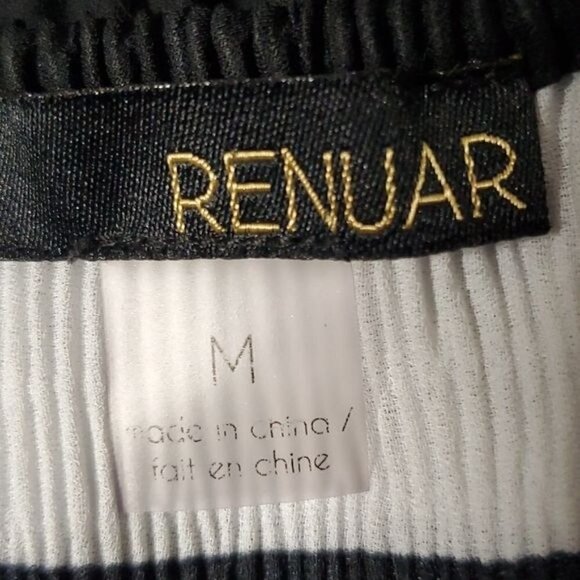 RENUAR
M
made in china /
fait en chine